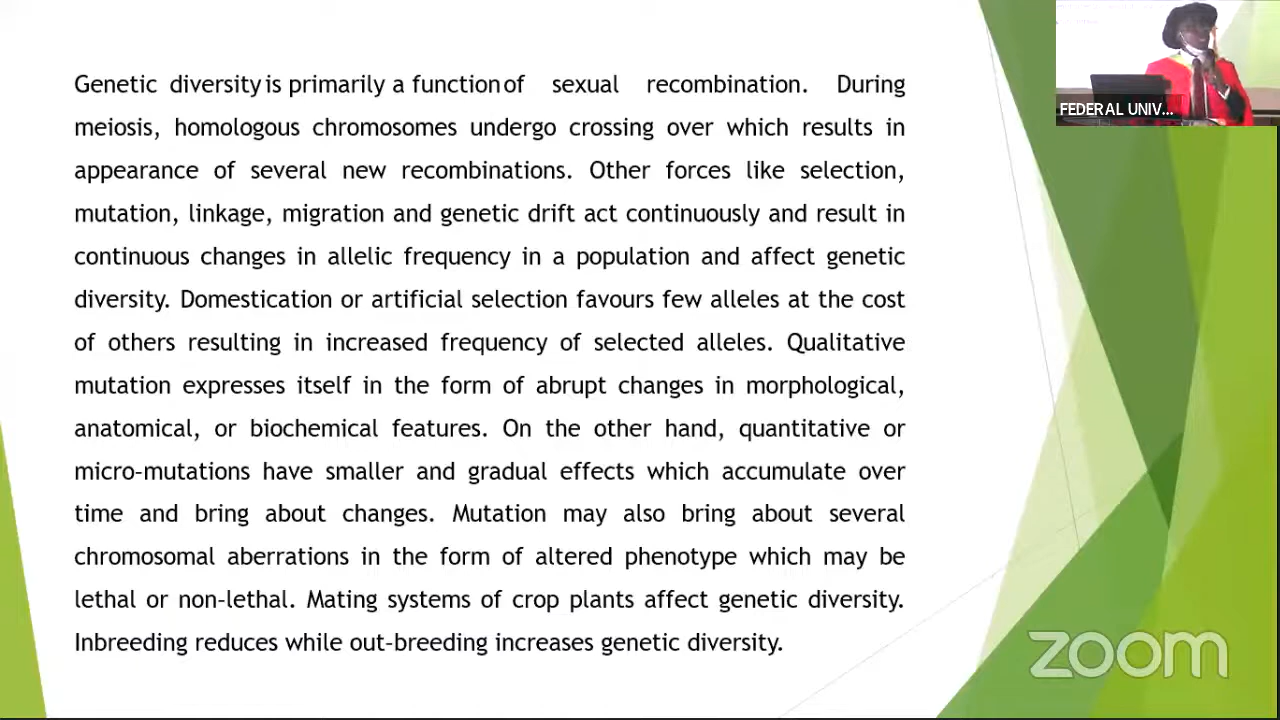 Genetic diversity is primarily a function of sexual recombination. During
meiosis, homologous chromosomes undergo crossing over which results in
appearance of several new recombinations. Other forces like selection,
mutation, linkage, migration and genetic drift act continuously and result in
continuous changes in allelic frequency in a population and affect genetic
diversity. Domestication or artificial selection favours few alleles at the cost
of others resulting in increased frequency of selected alleles. Qualitative
mutation expresses itself in the form of abrupt changes in morphological,
anatomical, or biochemical features. On the other hand, quantitative or
micro-mutations have smaller and gradual effects which accumulate over
time and bring about changes. Mutation may also bring about several
chromosomal aberrations in the form of altered phenotype which may be
lethal or non-lethal. Mating systems of crop plants affect genetic diversity.
Inbreeding reduces while out-breeding increases genetic diversity.
FEDERAL UNIV...
zoom